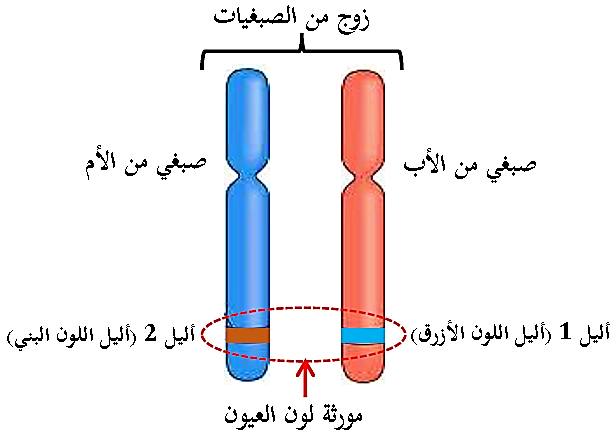 زوج من الصبغيات
صبغي من الأب
صبغي من الأم
أليل 1 (أليل اللون الأزرق)
أليل 2 (أليل اللون البني)
مورثة لون العيون